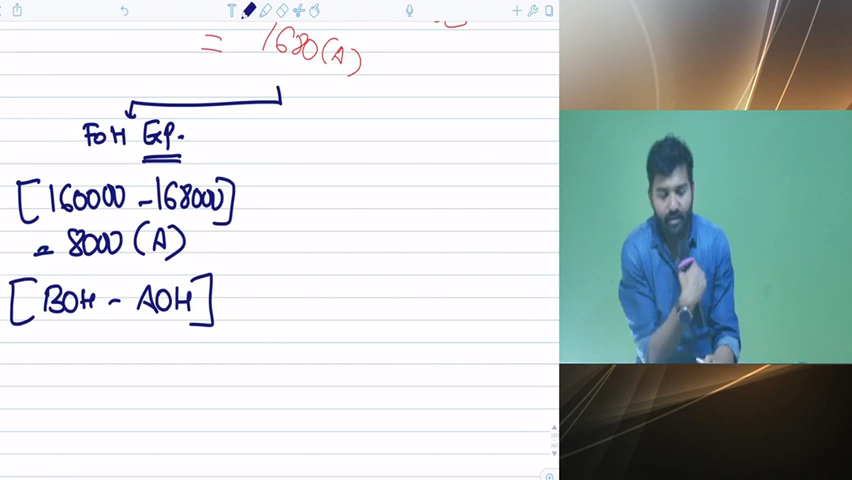 = 1680 (A)
FOH Exp.
[160000 - 168000]
= 8000 (A)
[BOH - AOH]